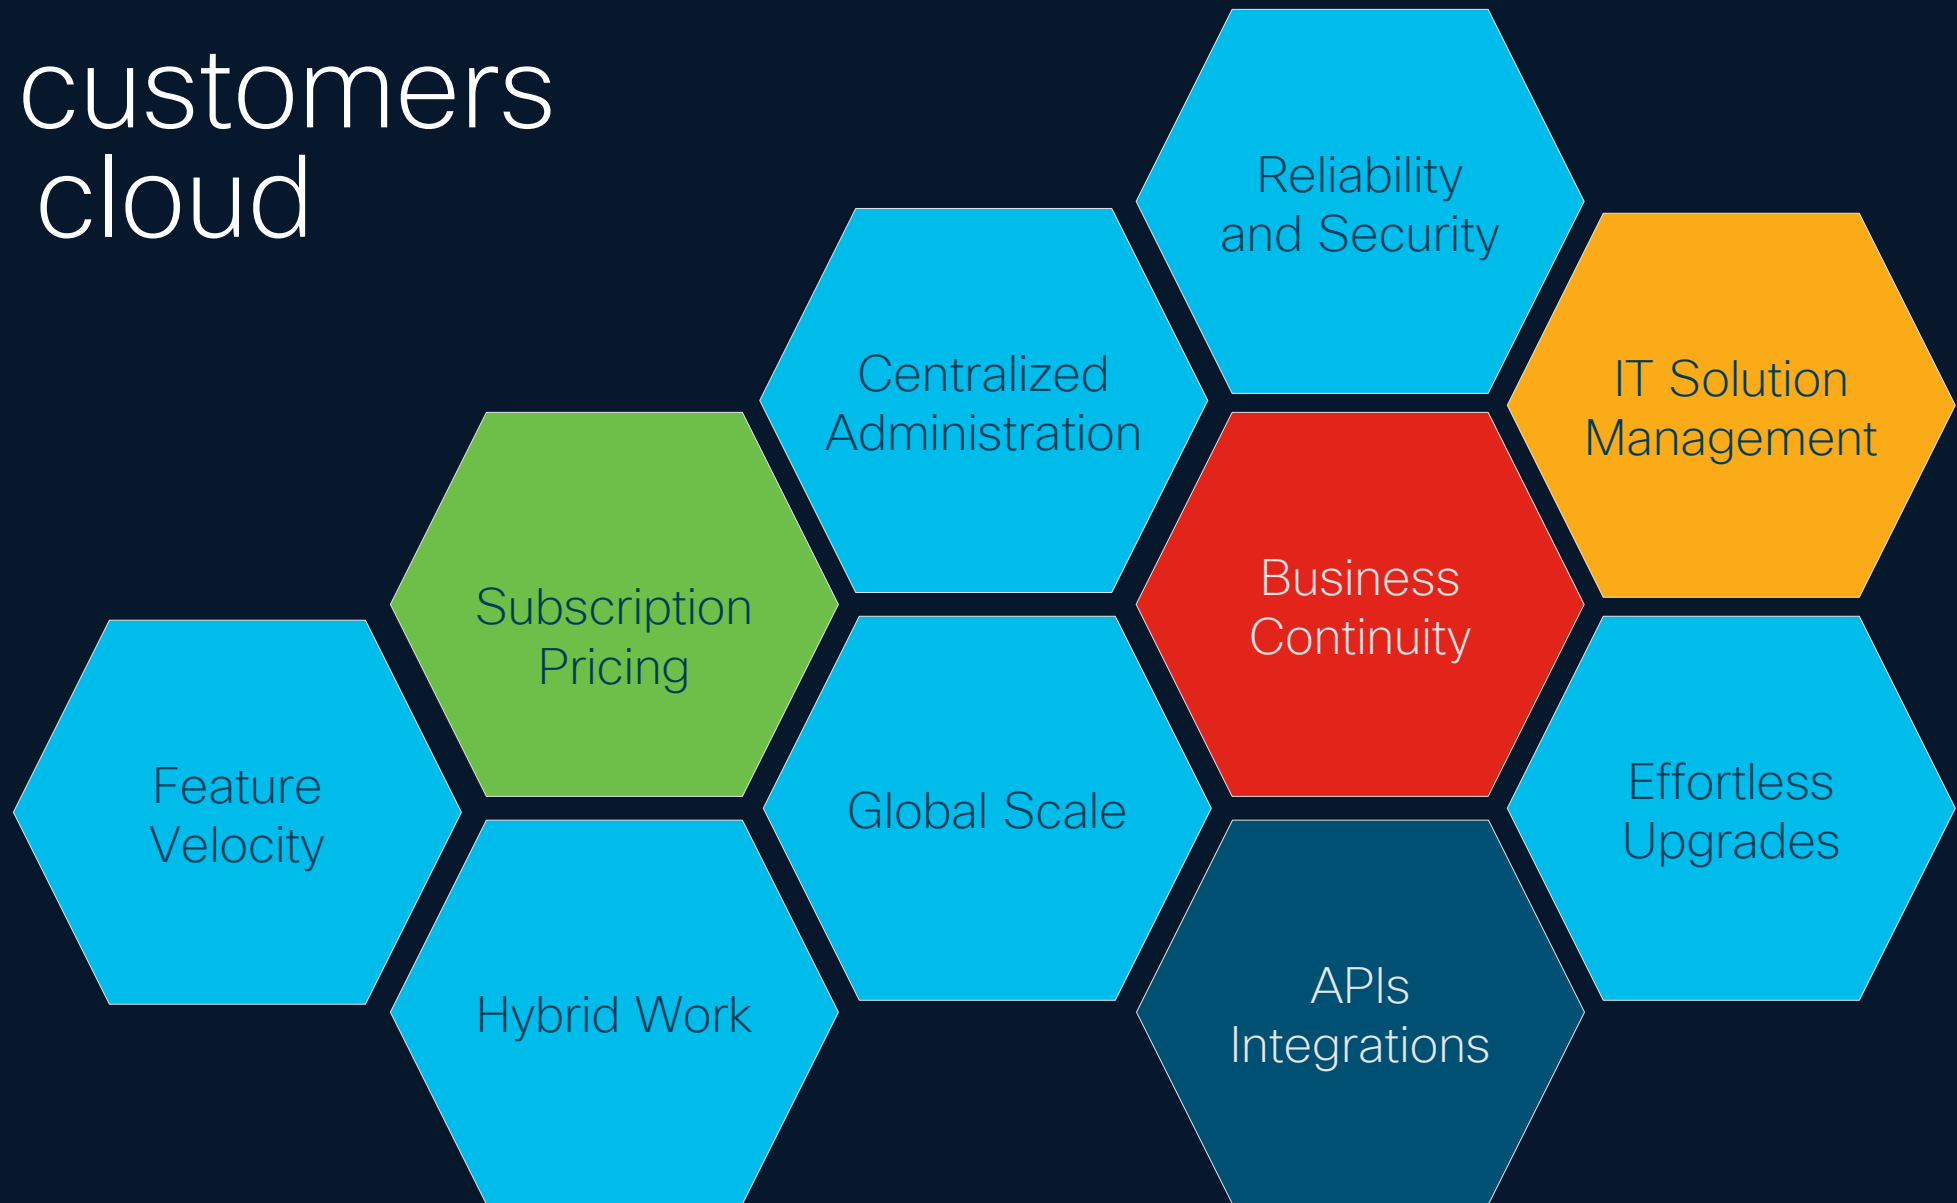 customers
cloud
Reliability
and Security
Centralized
Administration
IT Solution
Management
Subscription
Pricing
Business
Continuity
Feature
Velocity
Global Scale
Effortless
Upgrades
Hybrid Work
APIs
Integrations